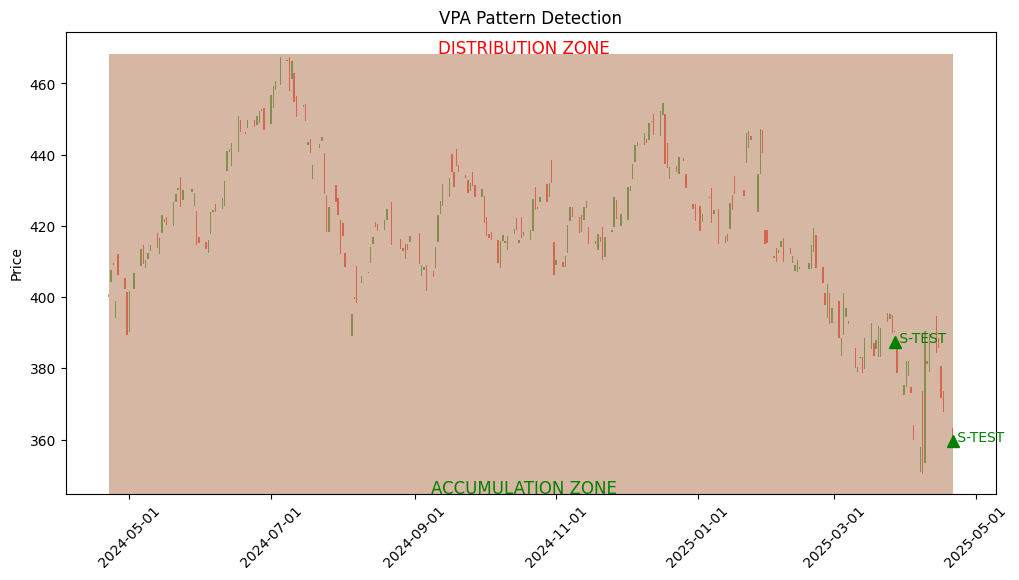 VPA Pattern Detection
DISTRIBUTION ZONE
460
440
420
400
380
360
Price
S-TEST
S-TEST
ACCUMULATION ZONE
2024-05-01
2024-07-01
2024-09-01
2024-11-01
2025-01-01
2025-03-01
2025-05-01